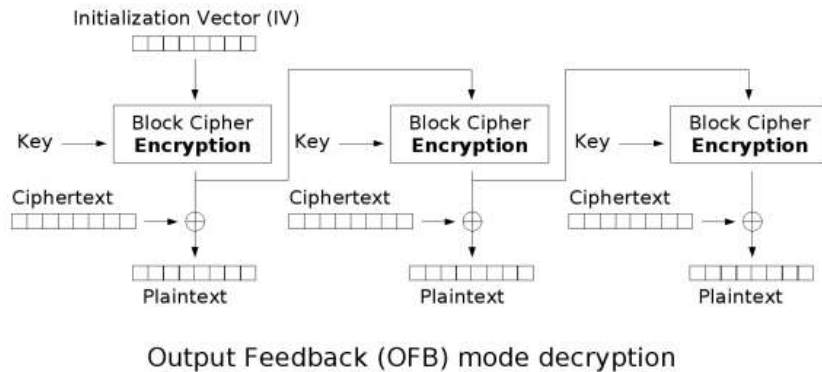 Initialization Vector (IV)
Block Cipher
Encryption
Block Cipher
Encryption
Block Cipher
Encryption
Key
Key
Key
Ciphertext
Ciphertext
Ciphertext
Plaintext
Plaintext
Plaintext
Output Feedback (OFB) mode decryption